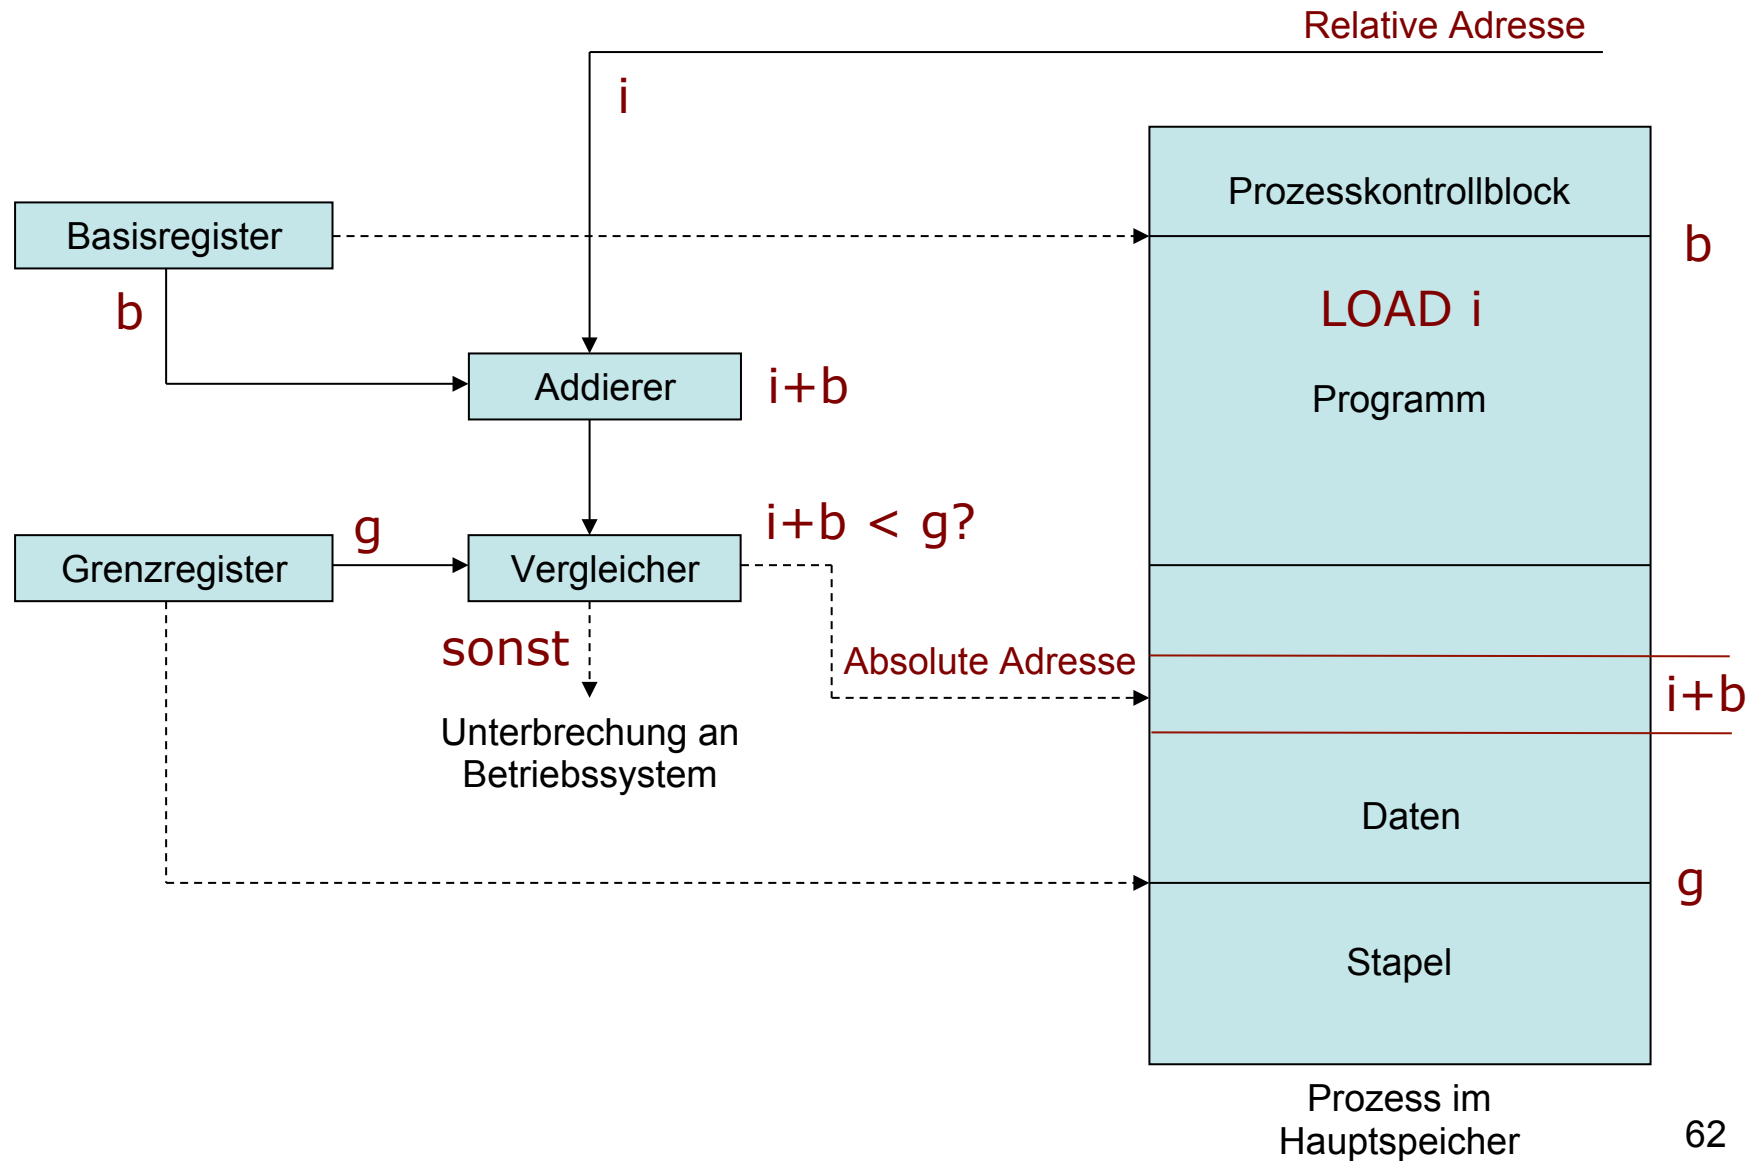 Relative Adresse
i
Prozesskontrollblock
Basisregister
b
b
LOAD i
Addierer
i+b
Programm
g
i+b < g?
Grenzregister
Vergleicher
sonst
Absolute Adresse
i+b
Unterbrechung an
Betriebssystem
Daten
g
Stapel
Prozess im
Hauptspeicher
62